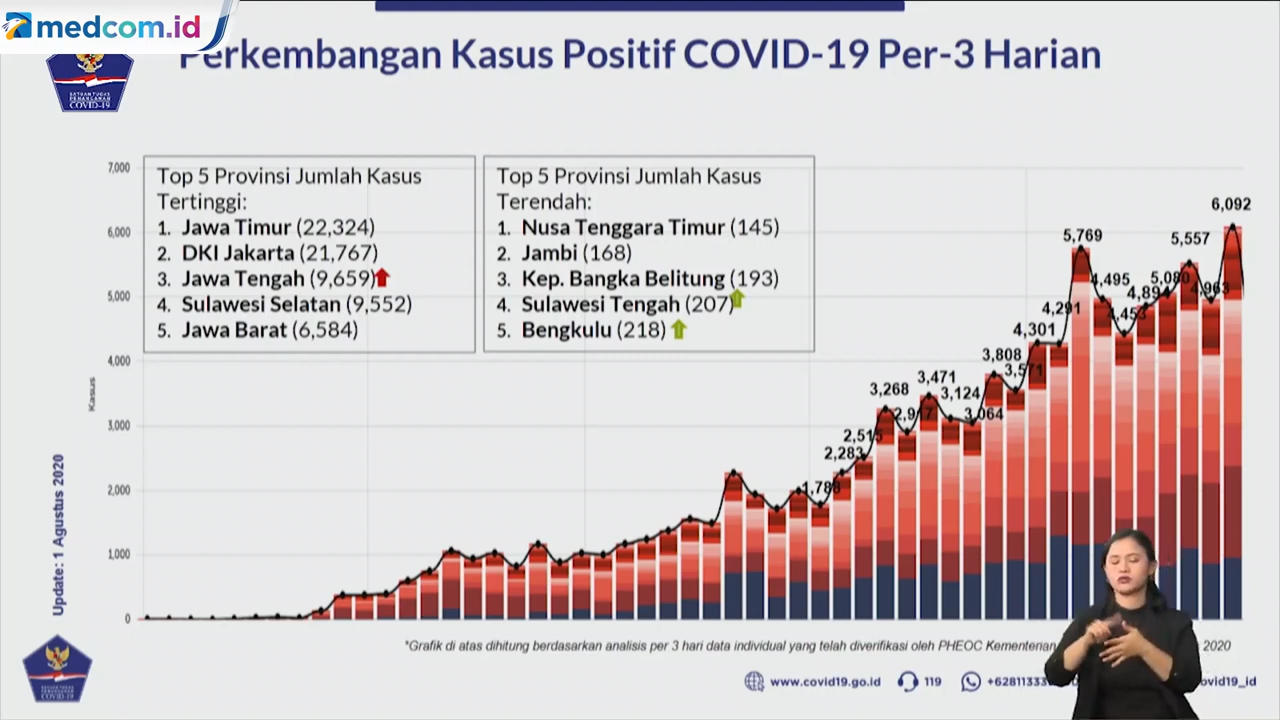 medcom.id
Perkembangan Kasus Positif COVID-19 Per-3 Harian
SATUAN TUGAS
PENANGANAN
COVID-19
Top 5 Provinsi Jumlah Kasus
Tertinggi:
1. Jawa Timur (22,324)
2. DKI Jakarta (21,767)
3. Jawa Tengah (9,659)
4. Sulawesi Selatan (9,552)
5. Jawa Barat (6,584)
Top 5 Provinsi Jumlah Kasus
Terendah:
1. Nusa Tenggara Timur (145)
2. Jambi (168)
3. Kep. Bangka Belitung (193)
4. Sulawesi Tengah (207)
5. Bengkulu (218)
7,000
6,000
5,000
4,000
3,000
2,000
1,000
0
Kasus
1,788
2,283
2,515
3,268
2,917
3,471
3,124
3,064
3,808
3,571
4,301
4,291
5,769
4,495
4,453
5,080
5,557
4,963
6,092
Update: 1 Agustus 2020
*Grafik di atas dihitung berdasarkan analisis per 3 hari data individual yang telah diverifikasi oleh PHEOC Kementerian
2020
COVID-19
www.covid19.go.id
119